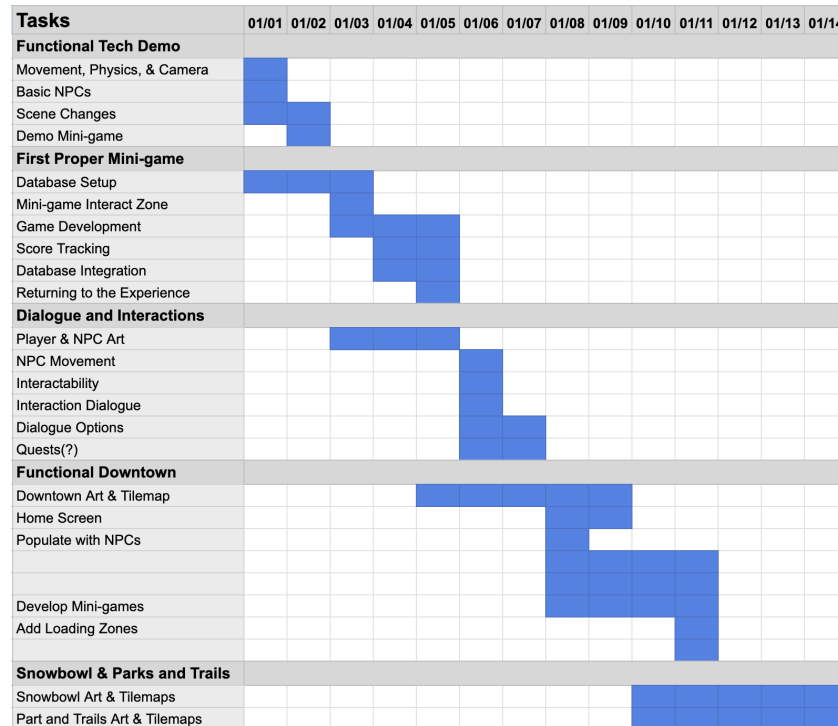 Tasks 01/01 01/02 01/03 01/04 01/05 01/06 01/07 01/08 01/09 01/10 01/11 01/12 01/13 01/14
Functional Tech Demo
Movement, Physics, & Camera
Basic NPCs
Scene Changes
Demo Mini-game
First Proper Mini-game
Database Setup
Mini-game Interact Zone
Game Development
Score Tracking
Database Integration
Returning to the Experience
Dialogue and Interactions
Player & NPC Art
NPC Movement
Interactability
Interaction Dialogue
Dialogue Options
Quests(?)
Functional Downtown
Downtown Art & Tilemap
Home Screen
Populate with NPCs
Develop Mini-games
Add Loading Zones
Snowbowl & Parks and Trails
Snowbowl Art & Tilemaps
Part and Trails Art & Tilemaps